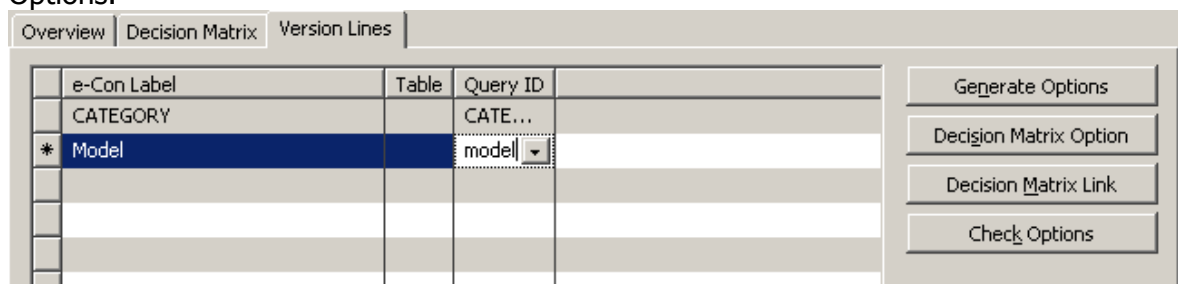 Options.
Overview Decision Matrix Version Lines
e-Con Label Table Query ID
CATEGORY CATE...
* Model model
Generate Options
Decision Matrix Option
Decision Matrix Link
Check Options